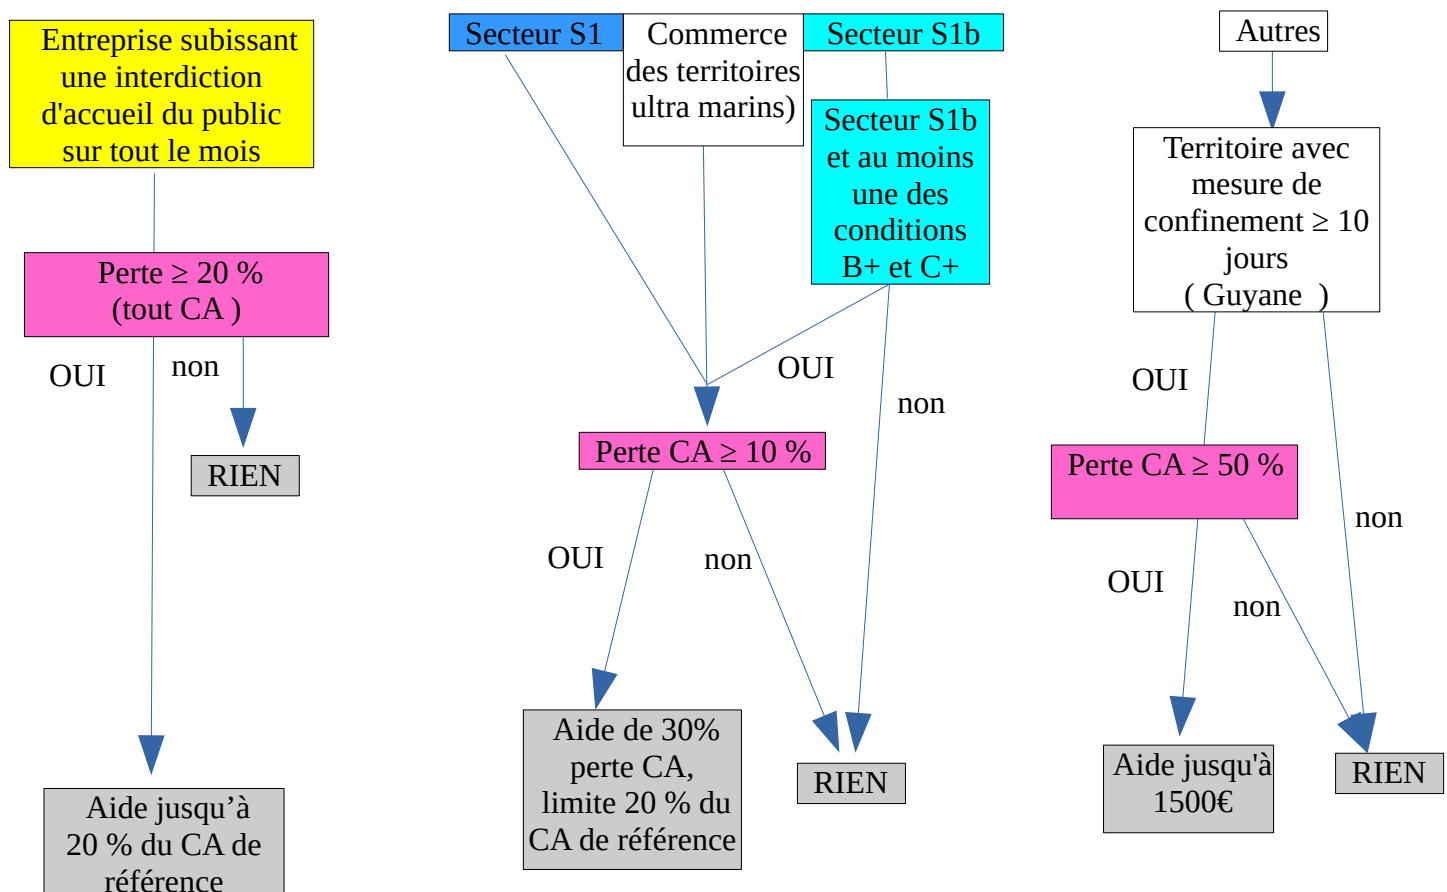 Entreprise subissant
une interdiction
d'accueil du public
sur tout le mois
Perte ≥ 20 %
(tout CA )
OUI
non
RIEN
Aide jusqu’à
20 % du CA de
référence
Secteur S1
Commerce
des territoires
ultra marins)
Secteur S1b
Secteur S1b
et au moins
une des
conditions
B+ et C+
OUI
non
Perte CA ≥ 10 %
OUI
non
Aide de 30%
perte CA,
limite 20 % du
CA de référence
RIEN
Autres
Territoire avec
mesure de
confinement ≥ 10
jours
( Guyane )
OUI
non
Perte CA ≥ 50 %
OUI
non
Aide jusqu'à
1500€
RIEN